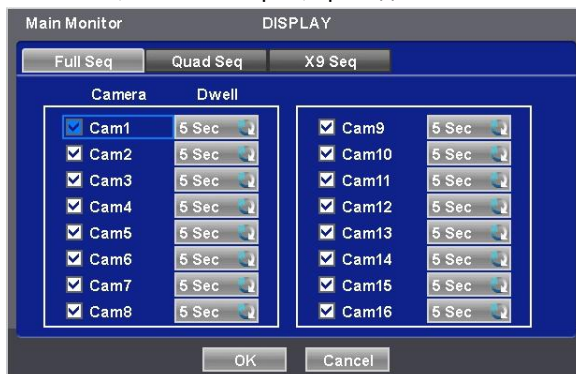 Main Monitor DISPLAY
Full Seq Quad Seq X9 Seq
Camera Dwell
Cam1 5 Sec Cam9 5 Sec
Cam2 5 Sec Cam10 5 Sec
Cam3 5 Sec Cam11 5 Sec
Cam4 5 Sec Cam12 5 Sec
Cam5 5 Sec Cam13 5 Sec
Cam6 5 Sec Cam14 5 Sec
Cam7 5 Sec Cam15 5 Sec
Cam8 5 Sec Cam16 5 Sec
OK Cancel